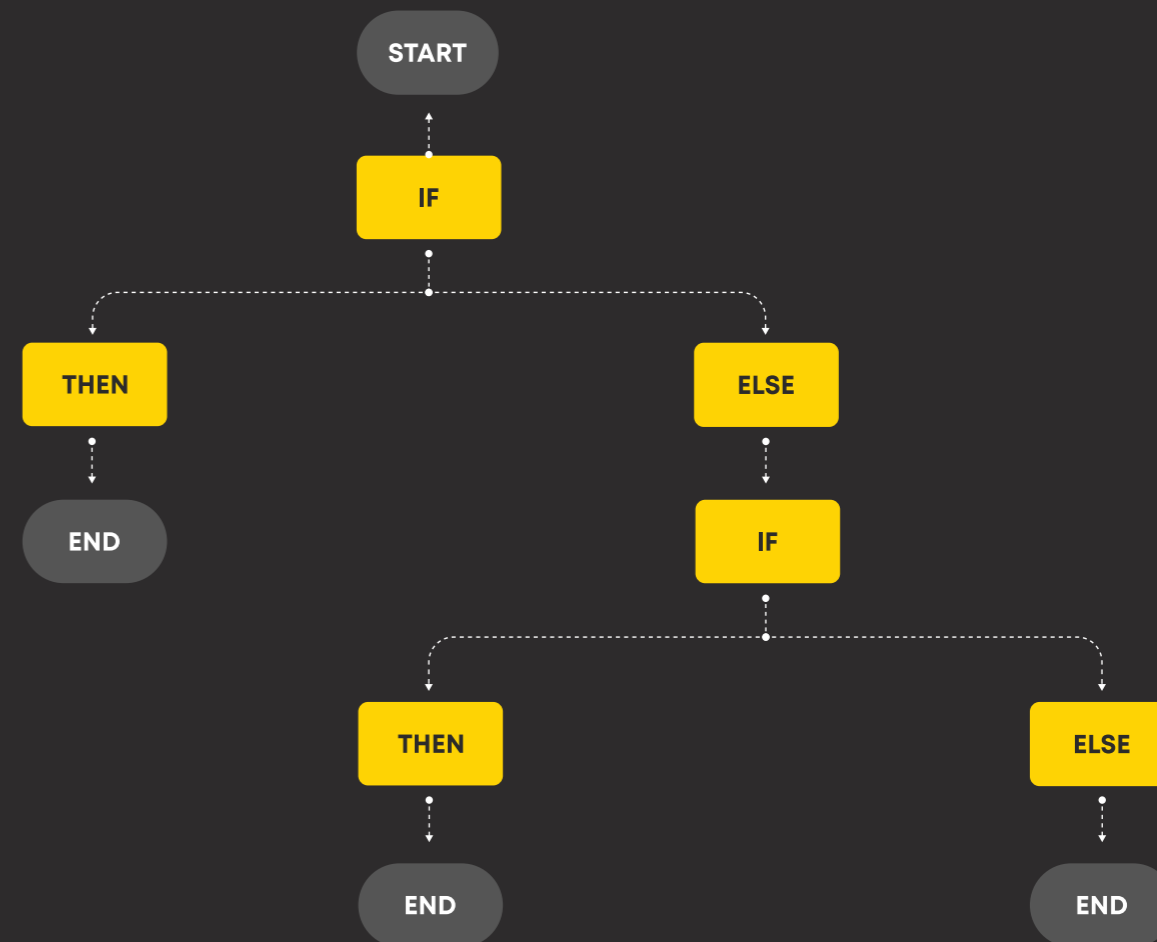 START
IF
THEN
ELSE
END
IF
THEN
ELSE
END
END